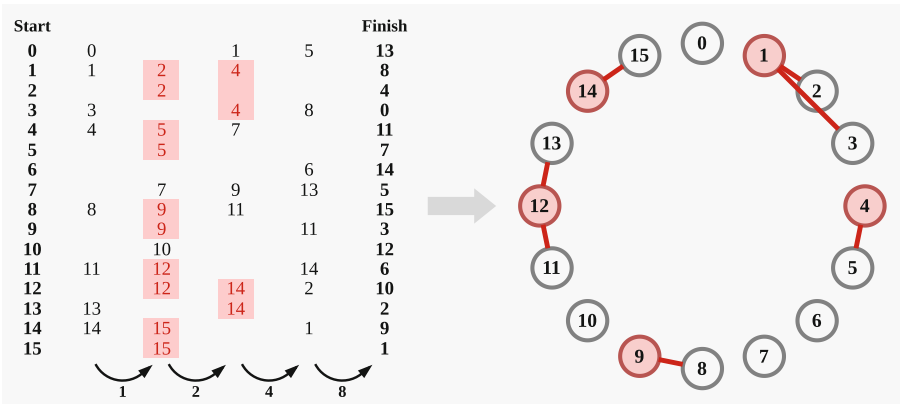 Start Finish
0 0 1 5 13
1 1 2 4 8
2 2 4
3 3 4 8 0
4 4 5 7 11
5 5 7
6 6 14
7 7 9 13 5
8 8 9 11 15
9 9 11 3
10 10 12
11 11 12 14 6
12 12 14 2 10
13 13 14 2
14 14 15 1 9
15 15 1
1 2 4 8
0
15 1
14 2
13 3
12 4
11 5
10 6
9 7
8